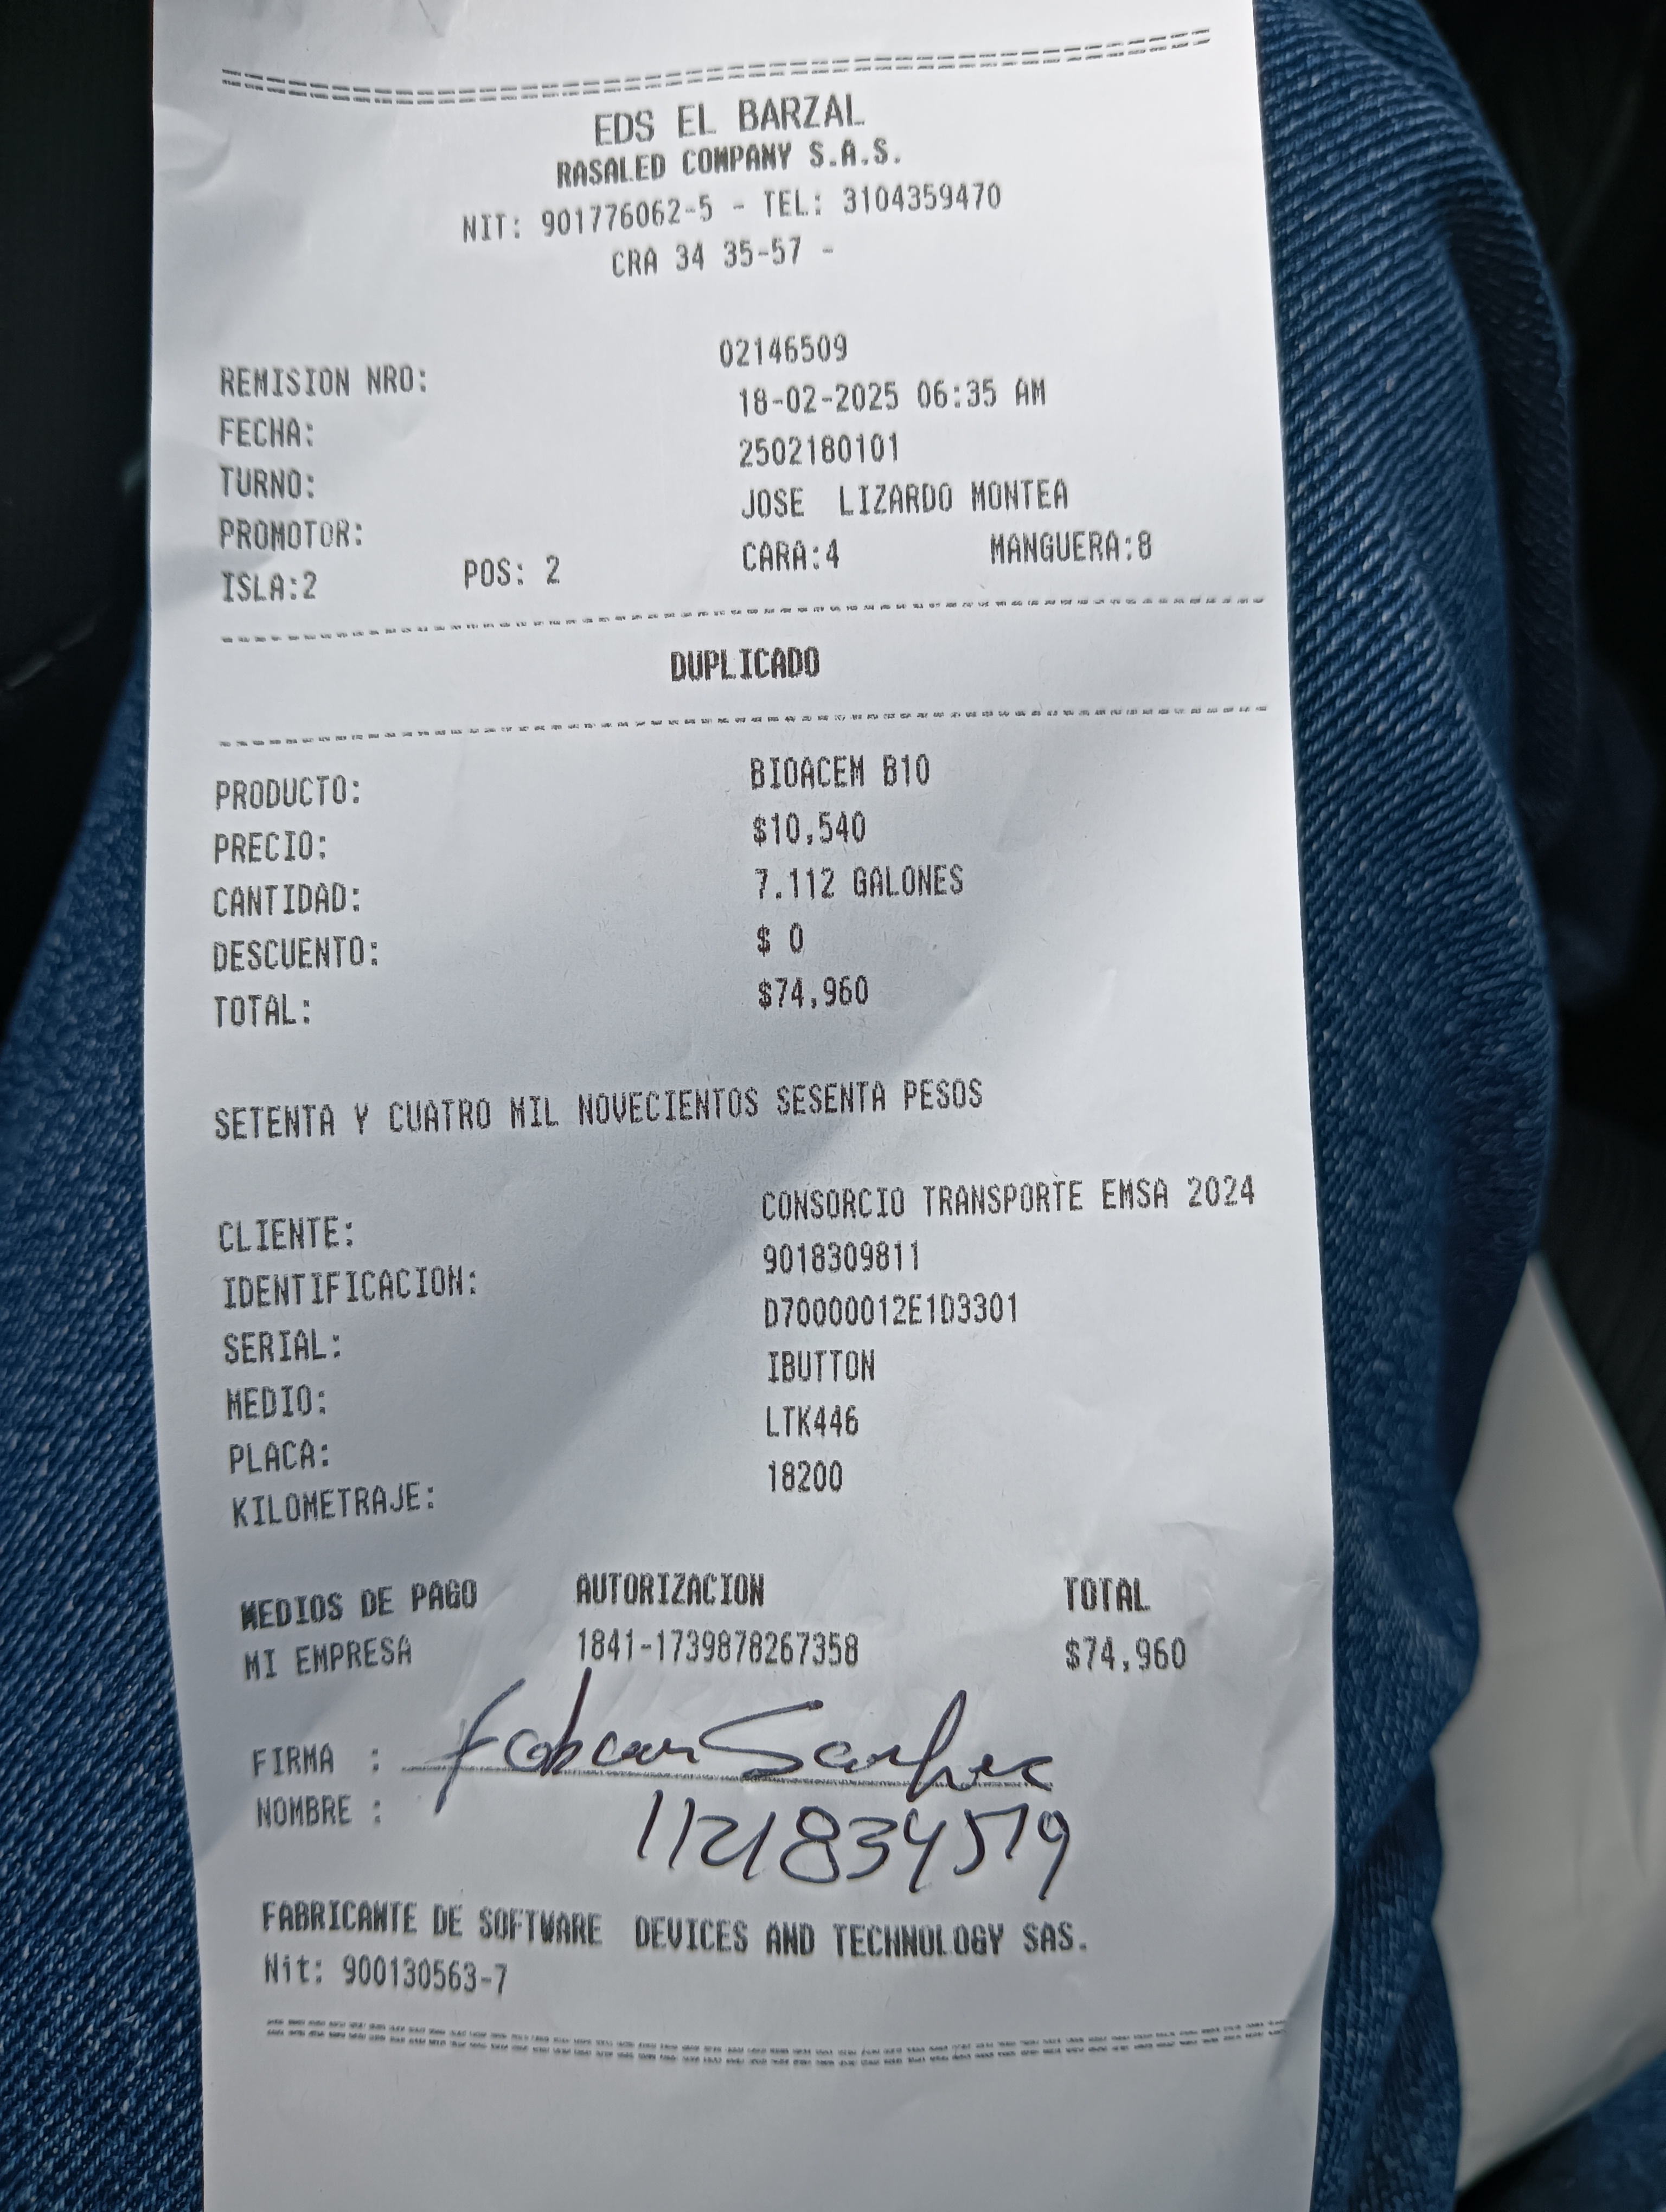 EDS EL BARZAL
RASALED COMPANY S.A.S.
NIT: 901776062-5 - TEL: 3104359470
CRA 34 35-57 -
REMISION NRO: 02146509
FECHA: 18-02-2025 06:35 AM
TURNO: 2502180101
PROMOTOR: JOSE LIZARDO MONTEA
ISLA:2 POS: 2 CARA:4 MANGUERA:8
DUPLICADO
PRODUCTO: BIOACEM B10
PRECIO: $10,540
CANTIDAD: 7.112 GALONES
DESCUENTO: $ 0
TOTAL: $74,960
SETENTA Y CUATRO MIL NOVECIENTOS SESENTA PESOS
CLIENTE: CONSORCIO TRANSPORTE EMSA 2024
IDENTIFICACION: 9018309811
SERIAL: D70000012E1D3301
MEDIO: IBUTTON
PLACA: LTK446
KILOMETRAJE: 18200
MEDIOS DE PAGO AUTORIZACION TOTAL
MI EMPRESA 1841-1739878267358 $74,960
FIRMA : Fabian Sanchez
NOMBRE : 1121834519
FABRICANTE DE SOFTWARE DEVICES AND TECHNOLOGY SAS.
Nit: 900130563-7